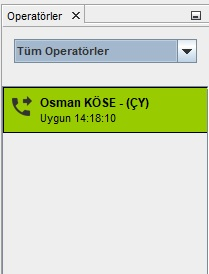 Operatörler
Tüm Operatörler
Osman KÖSE - (ÇY)
Uygun 14:18:10